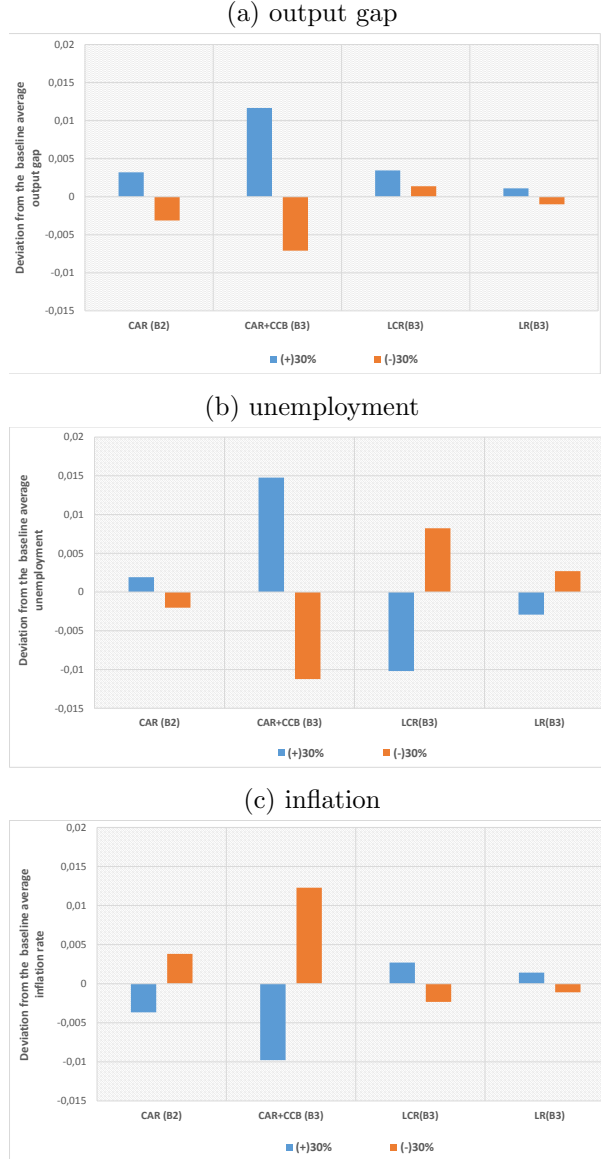 (a) output gap
Deviation from the baseline average
output gap
0,02
0,015
0,01
0,005
0
-0,005
-0,01
-0,015
CAR (B2) CAR+CCB (B3) LCR(B3) LR(B3)
(+)30% (-)30%
(b) unemployment
Deviation from the baseline average
unemployment
0,02
0,015
0,01
0,005
0
-0,005
-0,01
-0,015
CAR (B2) CAR+CCB (B3) LCR(B3) LR(B3)
(+)30% (-)30%
(c) inflation
Deviation from the baseline average
inflation rate
0,02
0,015
0,01
0,005
0
-0,005
-0,01
-0,015
CAR (B2) CAR+CCB (B3) LCR(B3) LR(B3)
(+)30% (-)30%